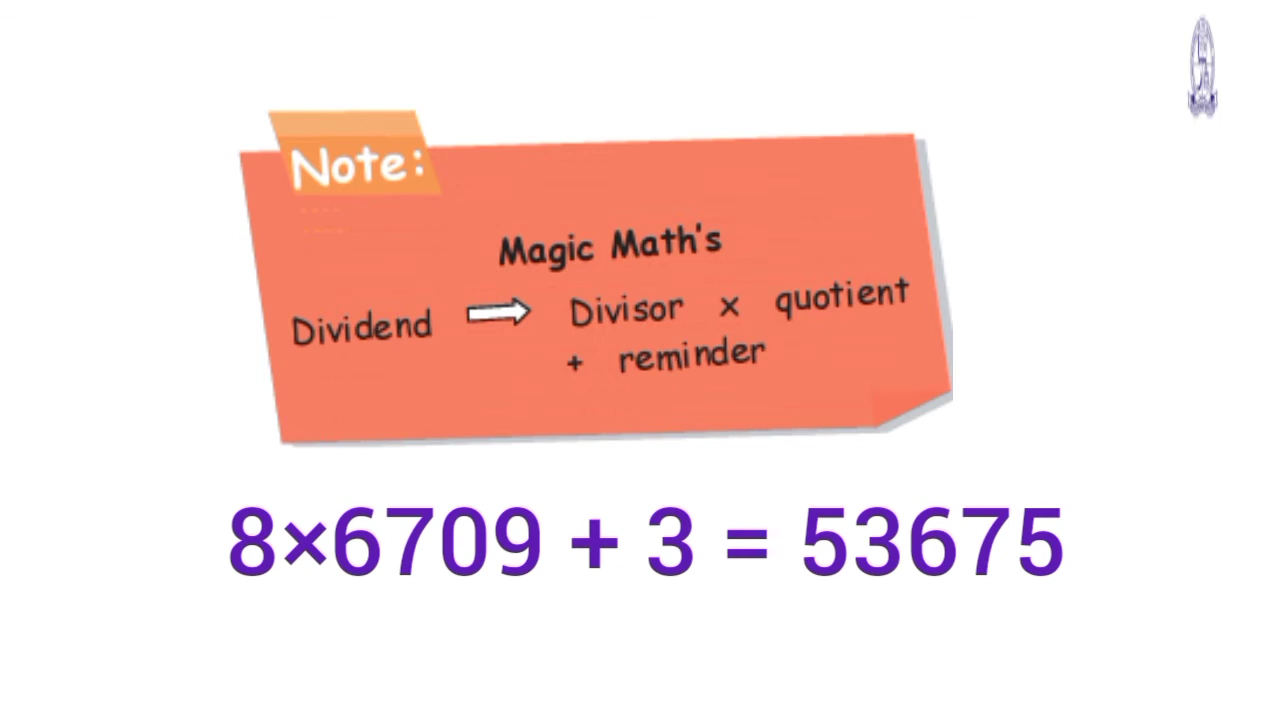 Note:
Magic Math's
Dividend ⇨ Divisor x quotient
+ reminder
8×6709 + 3 = 53675